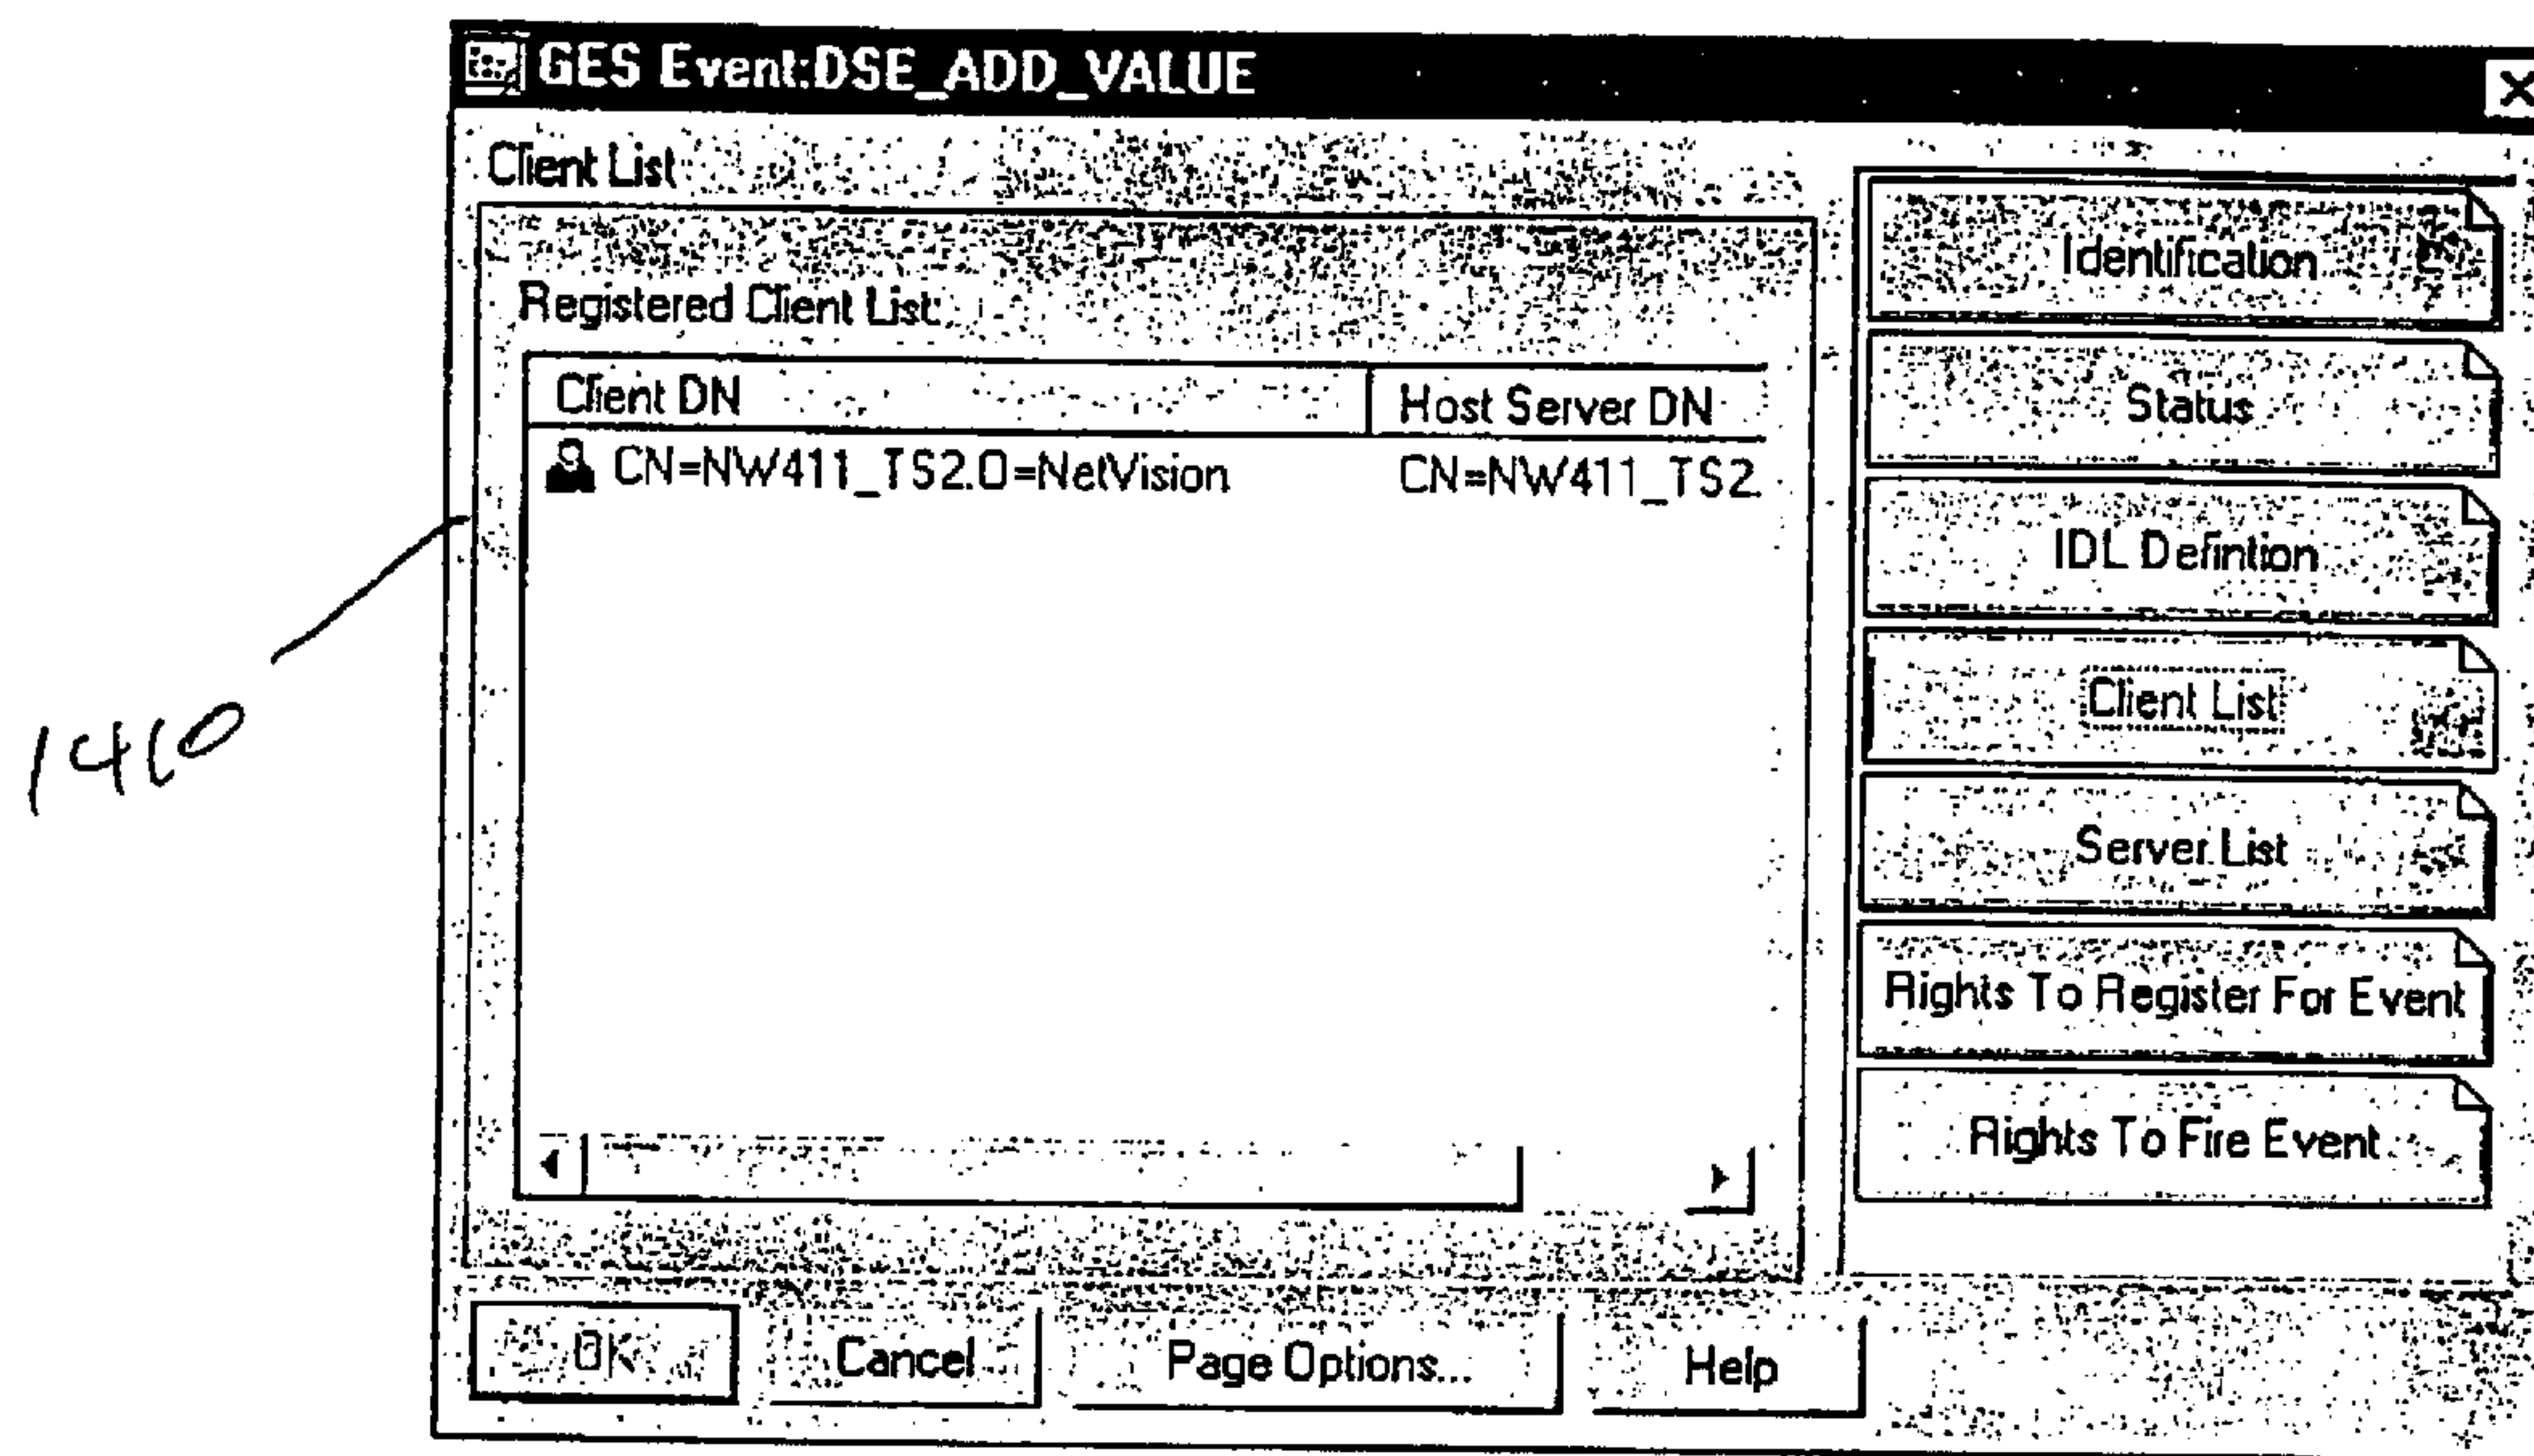 GES Event:DSE_ADD_VALUE
Client List
Registered Client List:
Client DN Host Server DN
CN=NW411_TS2.O=NetVision CN=NW411_TS2.
Identification
Status
IDL Defintion
Client List
Server List
Rights To Register For Event
Rights To Fire Event
OK Cancel Page Options... Help
1410